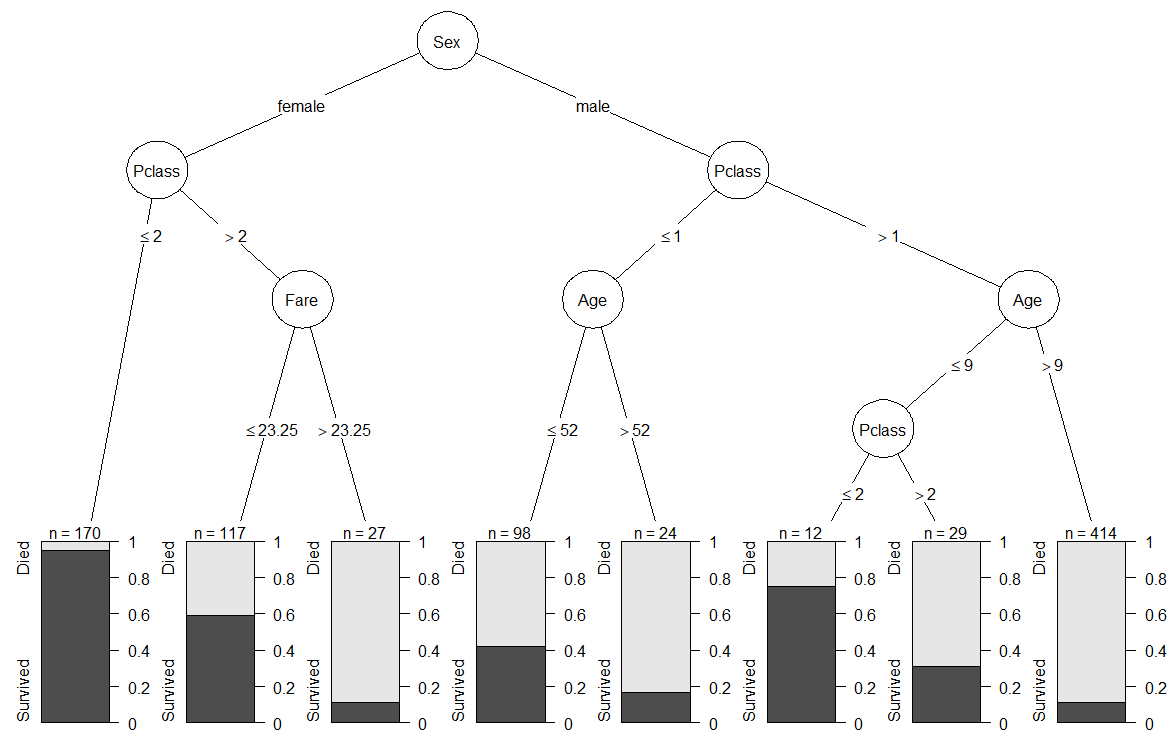 Sex
female male
Pclass Pclass
≤ 2 > 2 ≤ 1 > 1
Fare Age Age
≤ 9 > 9
≤ 23.25 > 23.25 ≤ 52 > 52 Pclass
≤ 2 > 2
n = 170 n = 117 n = 27 n = 98 n = 24 n = 12 n = 29 n = 414
Died 1 Died 1 Died 1 Died 1 Died 1 Died 1 Died 1 Died 1
0.8 0.8 0.8 0.8 0.8 0.8 0.8 0.8
0.6 0.6 0.6 0.6 0.6 0.6 0.6 0.6
0.4 0.4 0.4 0.4 0.4 0.4 0.4 0.4
Survived 0.2 Survived 0.2 Survived 0.2 Survived 0.2 Survived 0.2 Survived 0.2 Survived 0.2 Survived 0.2
0 0 0 0 0 0 0 0